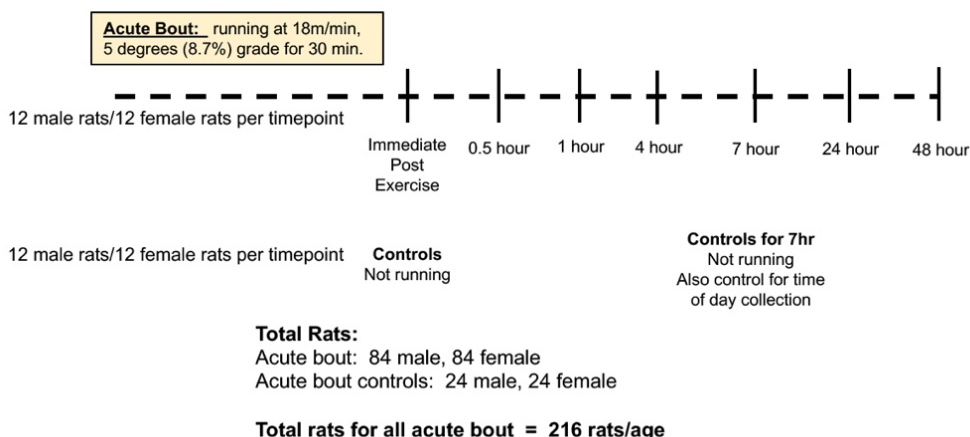 Acute Bout: running at 18m/min,
5 degrees (8.7%) grade for 30 min.
12 male rats/12 female rats per timepoint
Immediate
Post
Exercise
0.5 hour
1 hour
4 hour
7 hour
24 hour
48 hour
12 male rats/12 female rats per timepoint
Controls
Not running
Controls for 7hr
Not running
Also control for time
of day collection
Total Rats:
Acute bout: 84 male, 84 female
Acute bout controls: 24 male, 24 female
Total rats for all acute bout = 216 rats/age